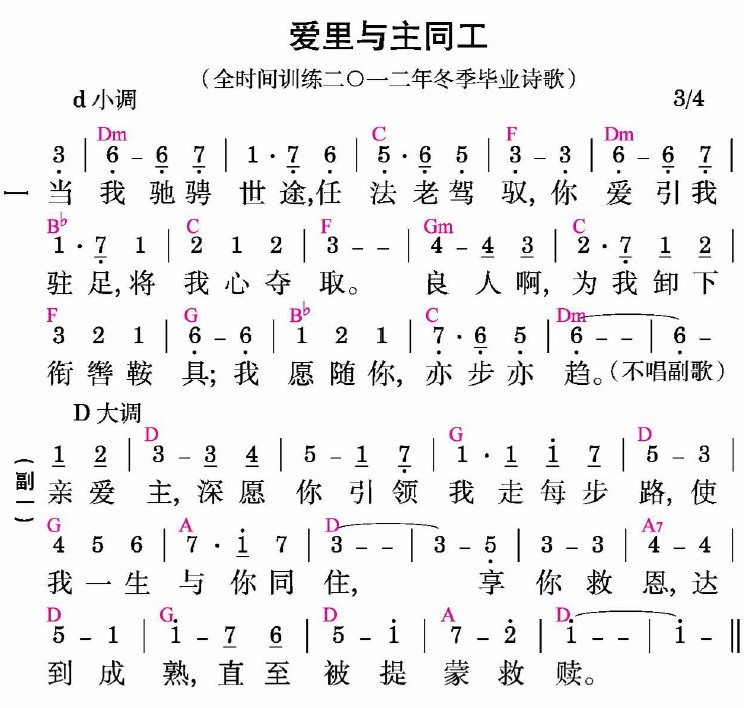 爱里与主同工
(全时间训练二〇一二年冬季毕业诗歌)
d 小调 3/4
Dm C F Dm
3 | 6 - 6 7 | 1 · 7 6 | 5 · 6 5 | 3 - 3 | 6 - 6 7 |
一 当我驰骋世途,任法老驾驭,你爱引我
B♭ C F Gm C
1 · 7 1 | 2 1 2 | 3 - - | 4 - 4 3 | 2 · 7 1 2 |
驻足,将我心夺取。良人啊,为我卸下
F G B♭ C Dm
3 2 1 | 6 - 6 | 1 2 1 | 7 · 6 5 | 6 - - | 6 -
衔辔鞍具;我愿随你,亦步亦趋。(不唱副歌)
D 大调
D G D
1 2 | 3 - 3 4 | 5 - 1 7 | 1 · 1 1 7 | 5 - 3 |
(副一) 亲爱主,深愿你引领我走每步路,使
G A D A7
4 5 6 | 7 · 1 7 | 3 - - | 3 - 5 | 3 - 3 | 4 - 4 |
我一生与你同住,享你救恩,达
D G D A D
5 - 1 | 1 - 7 6 | 5 - 1 | 7 - 2 | 1 - - | 1 - ‖
到成熟,直至被提蒙救赎。